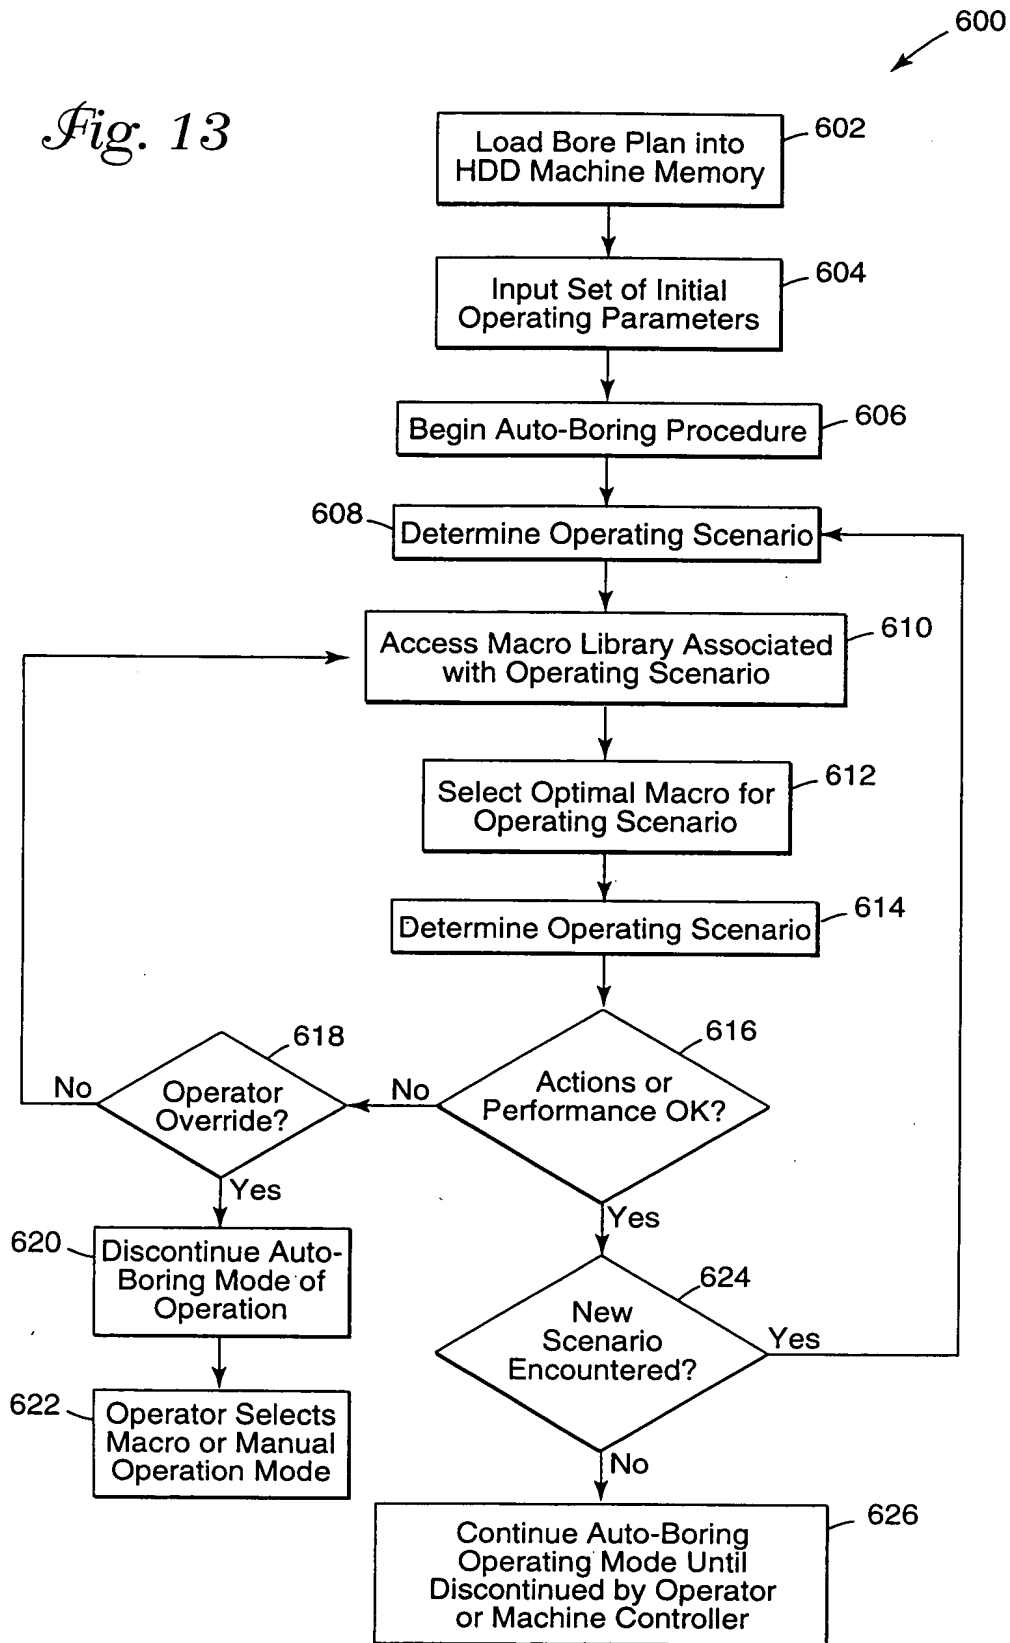 600
Fig. 13
Load Bore Plan into
HDD Machine Memory
602
Input Set of Initial
Operating Parameters
604
Begin Auto-Boring Procedure
606
608
Determine Operating Scenario
Access Macro Library Associated
with Operating Scenario
610
Select Optimal Macro for
Operating Scenario
612
Determine Operating Scenario
614
616
Actions or
Performance OK?
No
Yes
618
Operator
Override?
No
Yes
620
Discontinue Auto-
Boring Mode of
Operation
622
Operator Selects
Macro or Manual
Operation Mode
624
New
Scenario
Encountered?
Yes
No
626
Continue Auto-Boring
Operating Mode Until
Discontinued by Operator
or Machine Controller